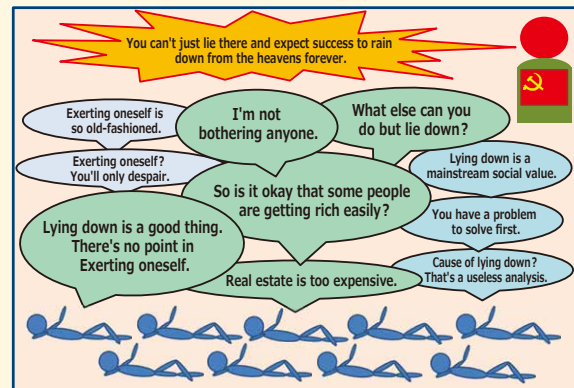 You can't just lie there and expect success to rain
down from the heavens forever.
Exerting oneself is
so old-fashioned.
I'm not
bothering anyone.
What else can you
do but lie down?
Exerting oneself?
You'll only despair.
Lying down is a
mainstream social value.
So is it okay that some people
are getting rich easily?
Lying down is a good thing.
There's no point in
Exerting oneself.
You have a problem
to solve first.
Real estate is too expensive.
Cause of lying down?
That's a useless analysis.